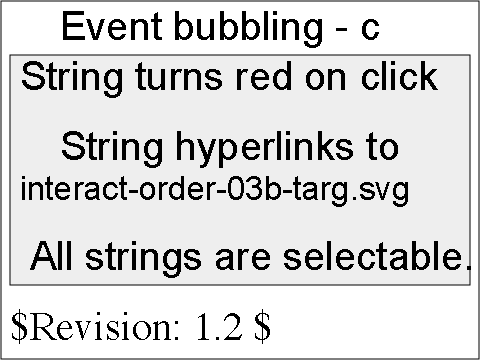 Event bubbling - c
String turns red on click
String hyperlinks to
interact-order-03b-targ.svg
All strings are selectable.
$Revision: 1.2 $